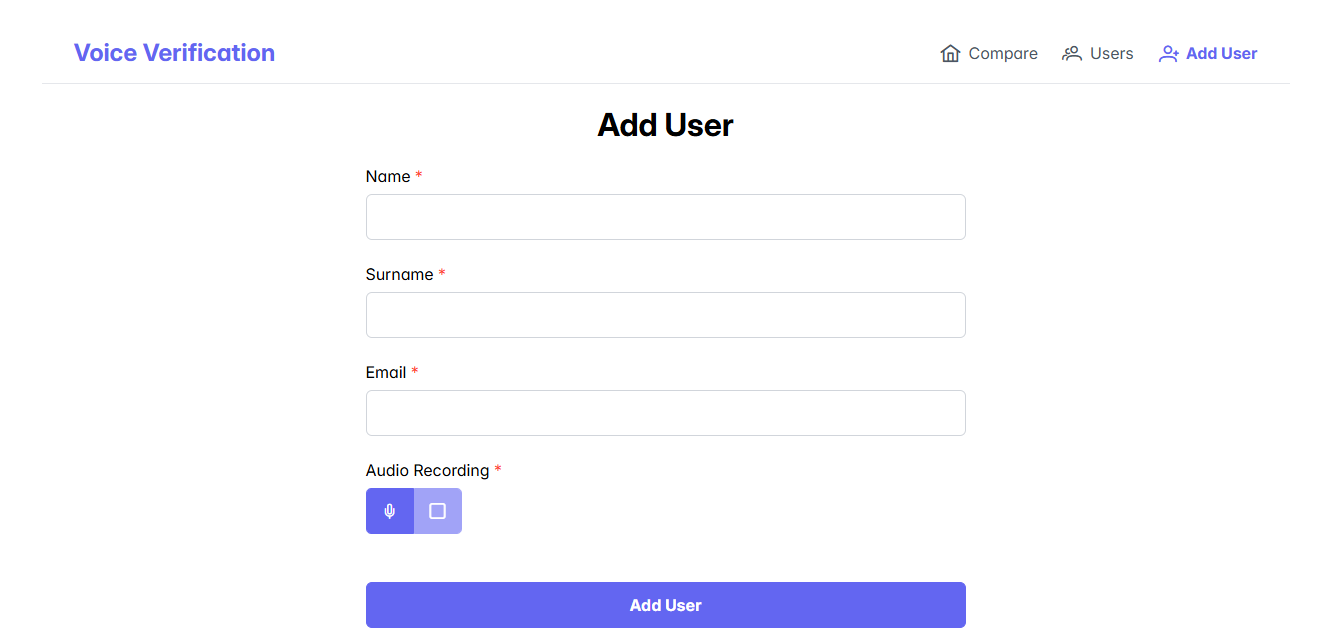 Voice Verification
Compare
Users
Add User
Add User
Name *
Surname *
Email *
Audio Recording *
Add User